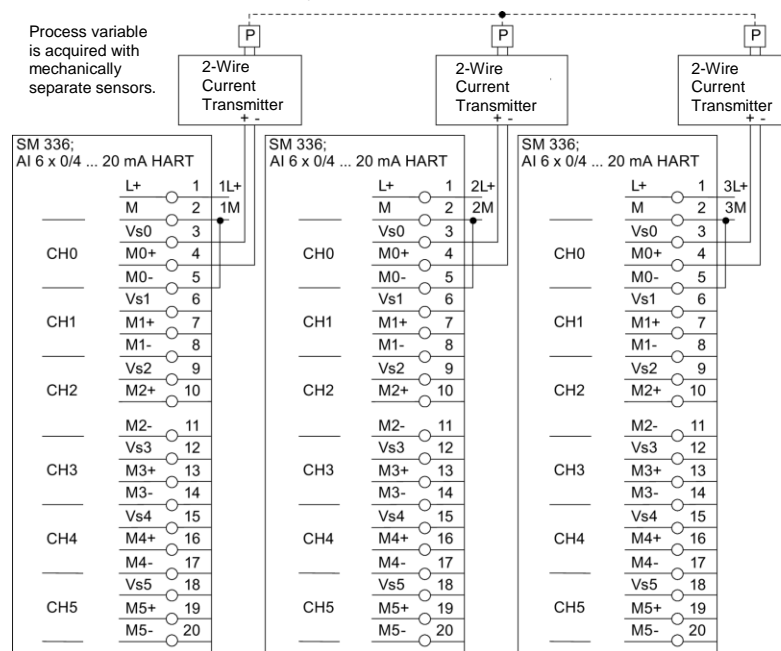 Process variable
is acquired with
mechanically
separate sensors.
P
P
P
2-Wire
Current
Transmitter
+ -
2-Wire
Current
Transmitter
+ -
2-Wire
Current
Transmitter
+ -
SM 336;
AI 6 x 0/4 ... 20 mA HART
L+ 1 1L+
M 2 1M
Vs0 3
CH0 M0+ 4
M0- 5
Vs1 6
CH1 M1+ 7
M1- 8
Vs2 9
CH2 M2+ 10
M2- 11
Vs3 12
CH3 M3+ 13
M3- 14
Vs4 15
CH4 M4+ 16
M4- 17
Vs5 18
CH5 M5+ 19
M5- 20
SM 336;
AI 6 x 0/4 ... 20 mA HART
L+ 1 2L+
M 2 2M
Vs0 3
CH0 M0+ 4
M0- 5
Vs1 6
CH1 M1+ 7
M1- 8
Vs2 9
CH2 M2+ 10
M2- 11
Vs3 12
CH3 M3+ 13
M3- 14
Vs4 15
CH4 M4+ 16
M4- 17
Vs5 18
CH5 M5+ 19
M5- 20
SM 336;
AI 6 x 0/4 ... 20 mA HART
L+ 1 3L+
M 2 3M
Vs0 3
CH0 M0+ 4
M0- 5
Vs1 6
CH1 M1+ 7
M1- 8
Vs2 9
CH2 M2+ 10
M2- 11
Vs3 12
CH3 M3+ 13
M3- 14
Vs4 15
CH4 M4+ 16
M4- 17
Vs5 18
CH5 M5+ 19
M5- 20